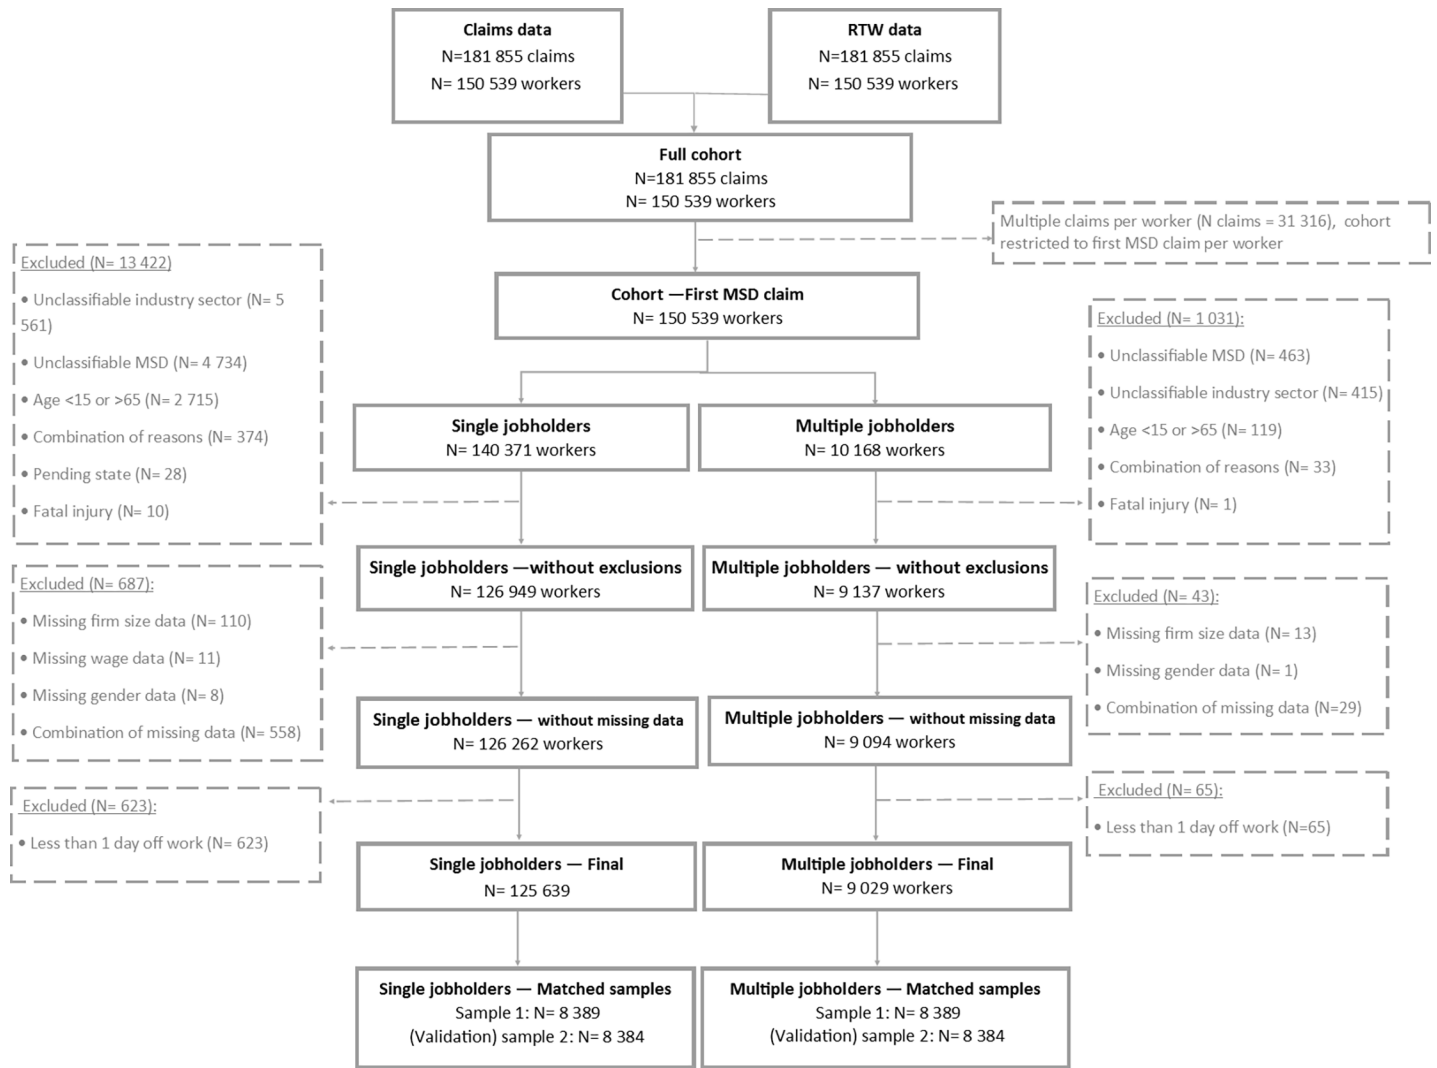 Claims data
N=181 855 claims
N= 150 539 workers
RTW data
N=181 855 claims
N= 150 539 workers
Full cohort
N=181 855 claims
N= 150 539 workers
Multiple claims per worker (N claims = 31 316), cohort
restricted to first MSD claim per worker
Cohort —First MSD claim
N= 150 539 workers
Excluded (N= 13 422)
• Unclassifiable industry sector (N= 5
561)
• Unclassifiable MSD (N= 4 734)
• Age <15 or >65 (N= 2 715)
• Combination of reasons (N= 374)
• Pending state (N= 28)
• Fatal injury (N= 10)
Single jobholders
N= 140 371 workers
Multiple jobholders
N= 10 168 workers
Excluded (N= 1 031):
• Unclassifiable MSD (N= 463)
• Unclassifiable industry sector (N= 415)
• Age <15 or >65 (N= 119)
• Combination of reasons (N= 33)
• Fatal injury (N= 1)
Single jobholders —without exclusions
N= 126 949 workers
Multiple jobholders — without exclusions
N= 9 137 workers
Excluded (N= 687):
• Missing firm size data (N= 110)
• Missing wage data (N= 11)
• Missing gender data (N= 8)
• Combination of missing data (N= 558)
Excluded (N= 43):
• Missing firm size data (N= 13)
• Missing gender data (N= 1)
• Combination of missing data (N=29)
Single jobholders — without missing data
N= 126 262 workers
Multiple jobholders — without missing data
N= 9 094 workers
Excluded (N= 623):
• Less than 1 day off work (N= 623)
Excluded (N= 65):
• Less than 1 day off work (N=65)
Single jobholders — Final
N= 125 639
Multiple jobholders — Final
N= 9 029 workers
Single jobholders — Matched samples
Sample 1: N= 8 389
(Validation) sample 2: N= 8 384
Multiple jobholders — Matched samples
Sample 1: N= 8 389
(Validation) sample 2: N= 8 384